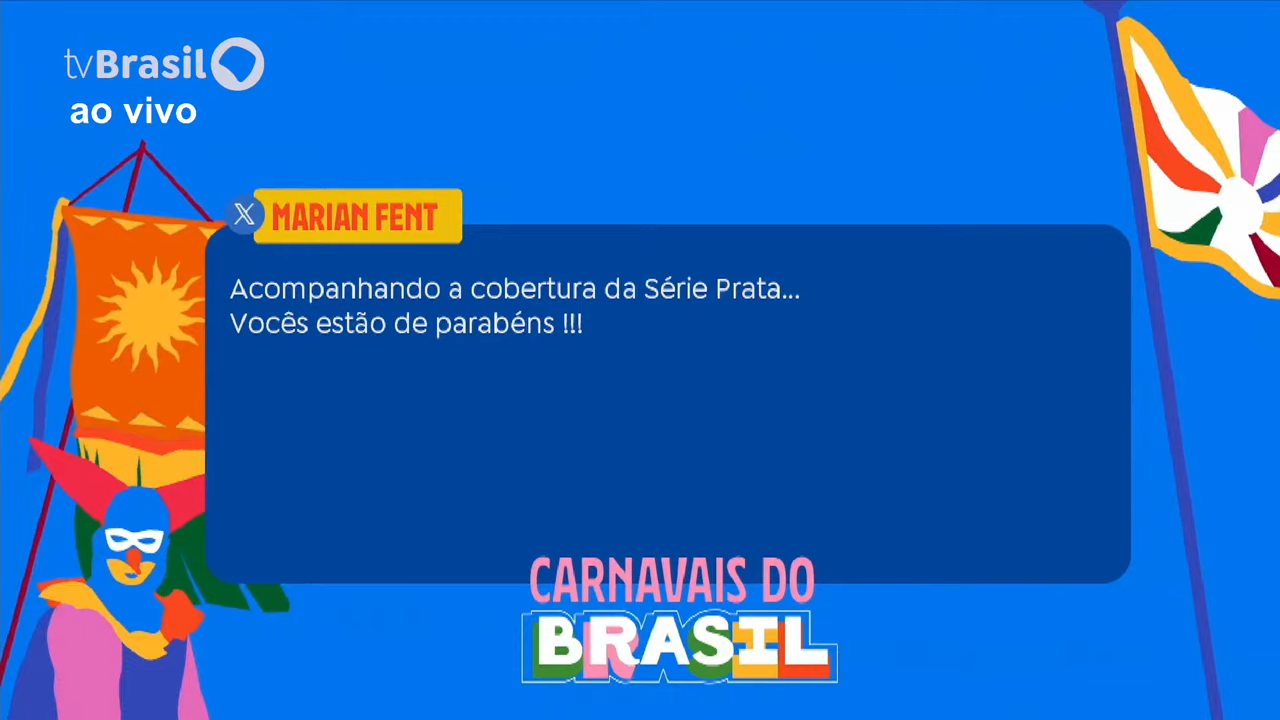 tvBrasil
ao vivo
X MARIAN FENT
Acompanhando a cobertura da Série Prata...
Vocês estão de parabéns !!!
CARNAVAIS DO
BRASIL